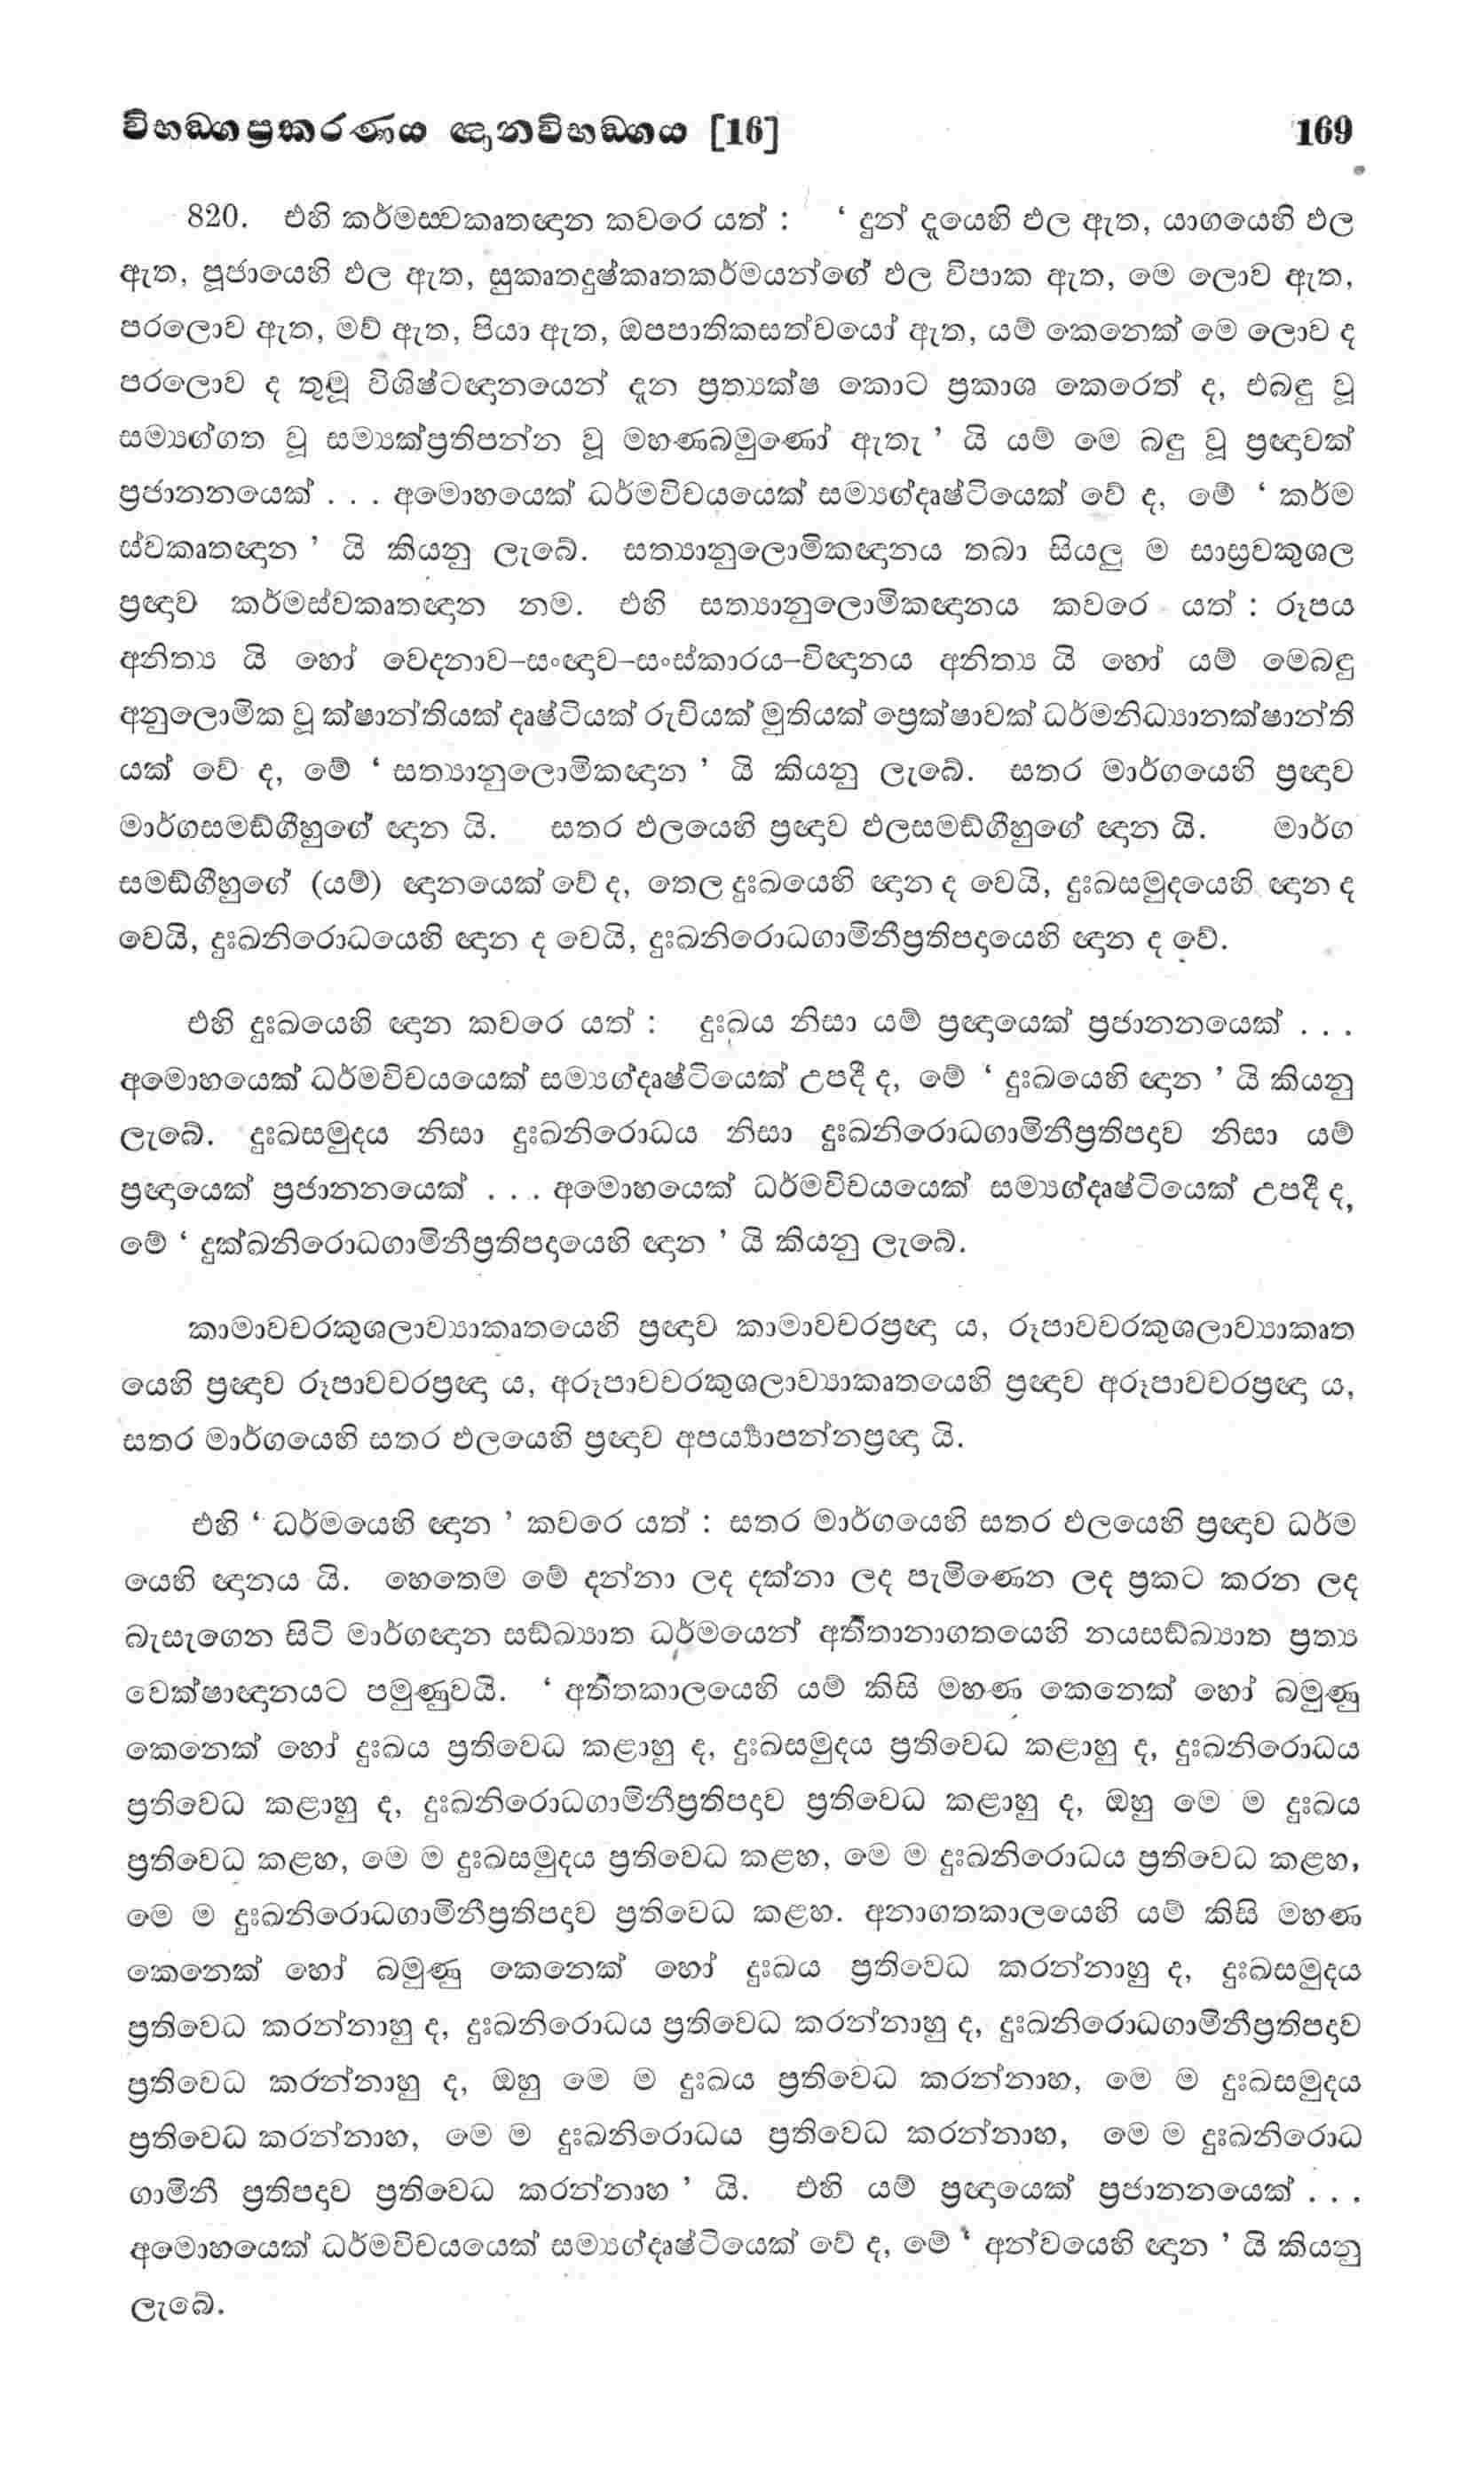 විභඞ්ගප්‍රකරණය ඥානවිභඞ්ගය [16] 169
820. එහි කර්මස්වකෘතඥාන කවරෙ යත් : ‘ දුන් දැයෙහි ඵල ඇත, යාගයෙහි ඵල
ඇත, පූජායෙහි ඵල ඇත, සුකෘතදුෂ්කෘතකර්මයන්ගේ ඵල විපාක ඇත, මෙ ලොව ඇත,
පරලොව ඇත, මව් ඇත, පියා ඇත, ඔපපාතිකසත්වයෝ ඇත, යම් කෙනෙක් මෙ ලොව ද
පරලොව ද තුමූ විශිෂ්ටඥානයෙන් දැන ප්‍රත්‍යක්ෂ කොට ප්‍රකාශ කෙරෙත් ද, එබඳු වූ
සම්‍යග්ගත වූ සම්‍යක්ප්‍රතිපන්න වූ මහණබමුණෝ ඇතැ ’ යි යම් මෙ බඳු වූ ප්‍රඥාවක්
ප්‍රජානනයෙක් . . . අමොහයෙක් ධර්මවිචයයෙක් සම්‍යග්දෘෂ්ටියෙක් වේ ද, මේ ‘ කර්ම
ස්වකෘතඥාන ’ යි කියනු ලැබේ. සත්‍යානුලොමිකඥානය තබා සියලු ම සාස්‍රවකුශල
ප්‍රඥාව කර්මස්වකෘතඥාන නම. එහි සත්‍යානුලොමිකඥානය කවරෙ යත් : රූපය
අනිත්‍ය යි හෝ වෙදනාව–සංඥාව–සංස්කාරය–විඥානය අනිත්‍ය යි හෝ යම් මෙබඳු
අනුලොමික වූ ක්ෂාන්තියක් දෘෂ්ටියක් රුචියක් මුතියක් ප්‍රෙක්ෂාවක් ධර්මනිධ්‍යානක්ෂාන්ති
යක් වේ ද, මේ ‘ සත්‍යානුලොමිකඥාන ’ යි කියනු ලැබේ. සතර මාර්ගයෙහි ප්‍රඥාව
මාර්ගසමඞ්ගීහුගේ ඥාන යි. සතර ඵලයෙහි ප්‍රඥාව ඵලසමඞ්ගීහුගේ ඥාන යි. මාර්ග
සමඞ්ගීහුගේ (යම්) ඥානයෙක් වේ ද, තෙල දුඃඛයෙහි ඥාන ද වෙයි, දුඃඛසමුදයෙහි ඥාන ද
වෙයි, දුඃඛනිරොධයෙහි ඥාන ද වෙයි, දුඃඛනිරොධගාමිනීප්‍රතිපදායෙහි ඥාන ද වේ.
එහි දුඃඛයෙහි ඥාන කවරෙ යත් : දුඃඛය නිසා යම් ප්‍රඥායෙක් ප්‍රජානනයෙක් . . .
අමොහයෙක් ධර්මවිචයයෙක් සම්‍යග්දෘෂ්ටියෙක් උපදී ද, මේ ‘ දුඃඛයෙහි ඥාන ’ යි කියනු
ලැබේ. දුඃඛසමුදය නිසා දුඃඛනිරොධය නිසා දුඃඛනිරොධගාමිනීප්‍රතිපදාව නිසා යම්
ප්‍රඥායෙක් ප්‍රජානනයෙක් . . . අමොහයෙක් ධර්මවිචයයෙක් සම්‍යග්දෘෂ්ටියෙක් උපදී ද,
මේ ‘ දුක්ඛනිරොධගාමිනීප්‍රතිපදායෙහි ඥාන ’ යි කියනු ලැබේ.
කාමාවචරකුශලාව්‍යාකෘතයෙහි ප්‍රඥාව කාමාවචරප්‍රඥා ය, රූපාවචරකුශලාව්‍යාකෘත
යෙහි ප්‍රඥාව රූපාවචරප්‍රඥා ය, අරූපාවචරකුශලාව්‍යාකෘතයෙහි ප්‍රඥාව අරූපාවචරප්‍රඥා ය,
සතර මාර්ගයෙහි සතර ඵලයෙහි ප්‍රඥාව අපර්‍ය්‍යාපන්නප්‍රඥා යි.
එහි ‘ ධර්මයෙහි ඥාන ’ කවරෙ යත් : සතර මාර්ගයෙහි සතර ඵලයෙහි ප්‍රඥාව ධර්ම
යෙහි ඥානය යි. හෙතෙම මේ දන්නා ලද දක්නා ලද පැමිණෙන ලද ප්‍රකට කරන ලද
බැසැගෙන සිටි මාර්ගඥාන සඞ්ඛ්‍යාත ධර්මයෙන් අතීතානාගතයෙහි නයසඞ්ඛ්‍යාත ප්‍රත්‍ය
වෙක්ෂාඥානයට පමුණුවයි. ‘ අතීතකාලයෙහි යම් කිසි මහණ කෙනෙක් හෝ බමුණු
කෙනෙක් හෝ දුඃඛය ප්‍රතිවෙධ කළාහු ද, දුඃඛසමුදය ප්‍රතිවෙධ කළාහු ද, දුඃඛනිරොධය
ප්‍රතිවෙධ කළාහු ද, දුඃඛනිරොධගාමිනීප්‍රතිපදාව ප්‍රතිවෙධ කළාහු ද, ඔහු මෙ ම දුඃඛය
ප්‍රතිවෙධ කළහ, මෙ ම දුඃඛසමුදය ප්‍රතිවෙධ කළහ, මෙ ම දුඃඛනිරොධය ප්‍රතිවෙධ කළහ,
මෙ ම දුඃඛනිරොධගාමිනීප්‍රතිපදාව ප්‍රතිවෙධ කළහ. අනාගතකාලයෙහි යම් කිසි මහණ
කෙනෙක් හෝ බමුණු කෙනෙක් හෝ දුඃඛය ප්‍රතිවෙධ කරන්නාහු ද, දුඃඛසමුදය
ප්‍රතිවෙධ කරන්නාහු ද, දුඃඛනිරොධය ප්‍රතිවෙධ කරන්නාහු ද, දුඃඛනිරොධගාමිනීප්‍රතිපදාව
ප්‍රතිවෙධ කරන්නාහු ද, ඔහු මෙ ම දුඃඛය ප්‍රතිවෙධ කරන්නාහ, මෙ ම දුඃඛසමුදය
ප්‍රතිවෙධ කරන්නාහ, මෙ ම දුඃඛනිරොධය ප්‍රතිවෙධ කරන්නාහ, මෙ ම දුඃඛනිරොධ
ගාමිනී ප්‍රතිපදාව ප්‍රතිවෙධ කරන්නාහ ’ යි. එහි යම් ප්‍රඥායෙක් ප්‍රජානනයෙක් . . .
අමොහයෙක් ධර්මවිචයයෙක් සම්‍යග්දෘෂ්ටියෙක් වේ ද, මේ ‘ අන්වයෙහි ඥාන ’ යි කියනු
ලැබේ.